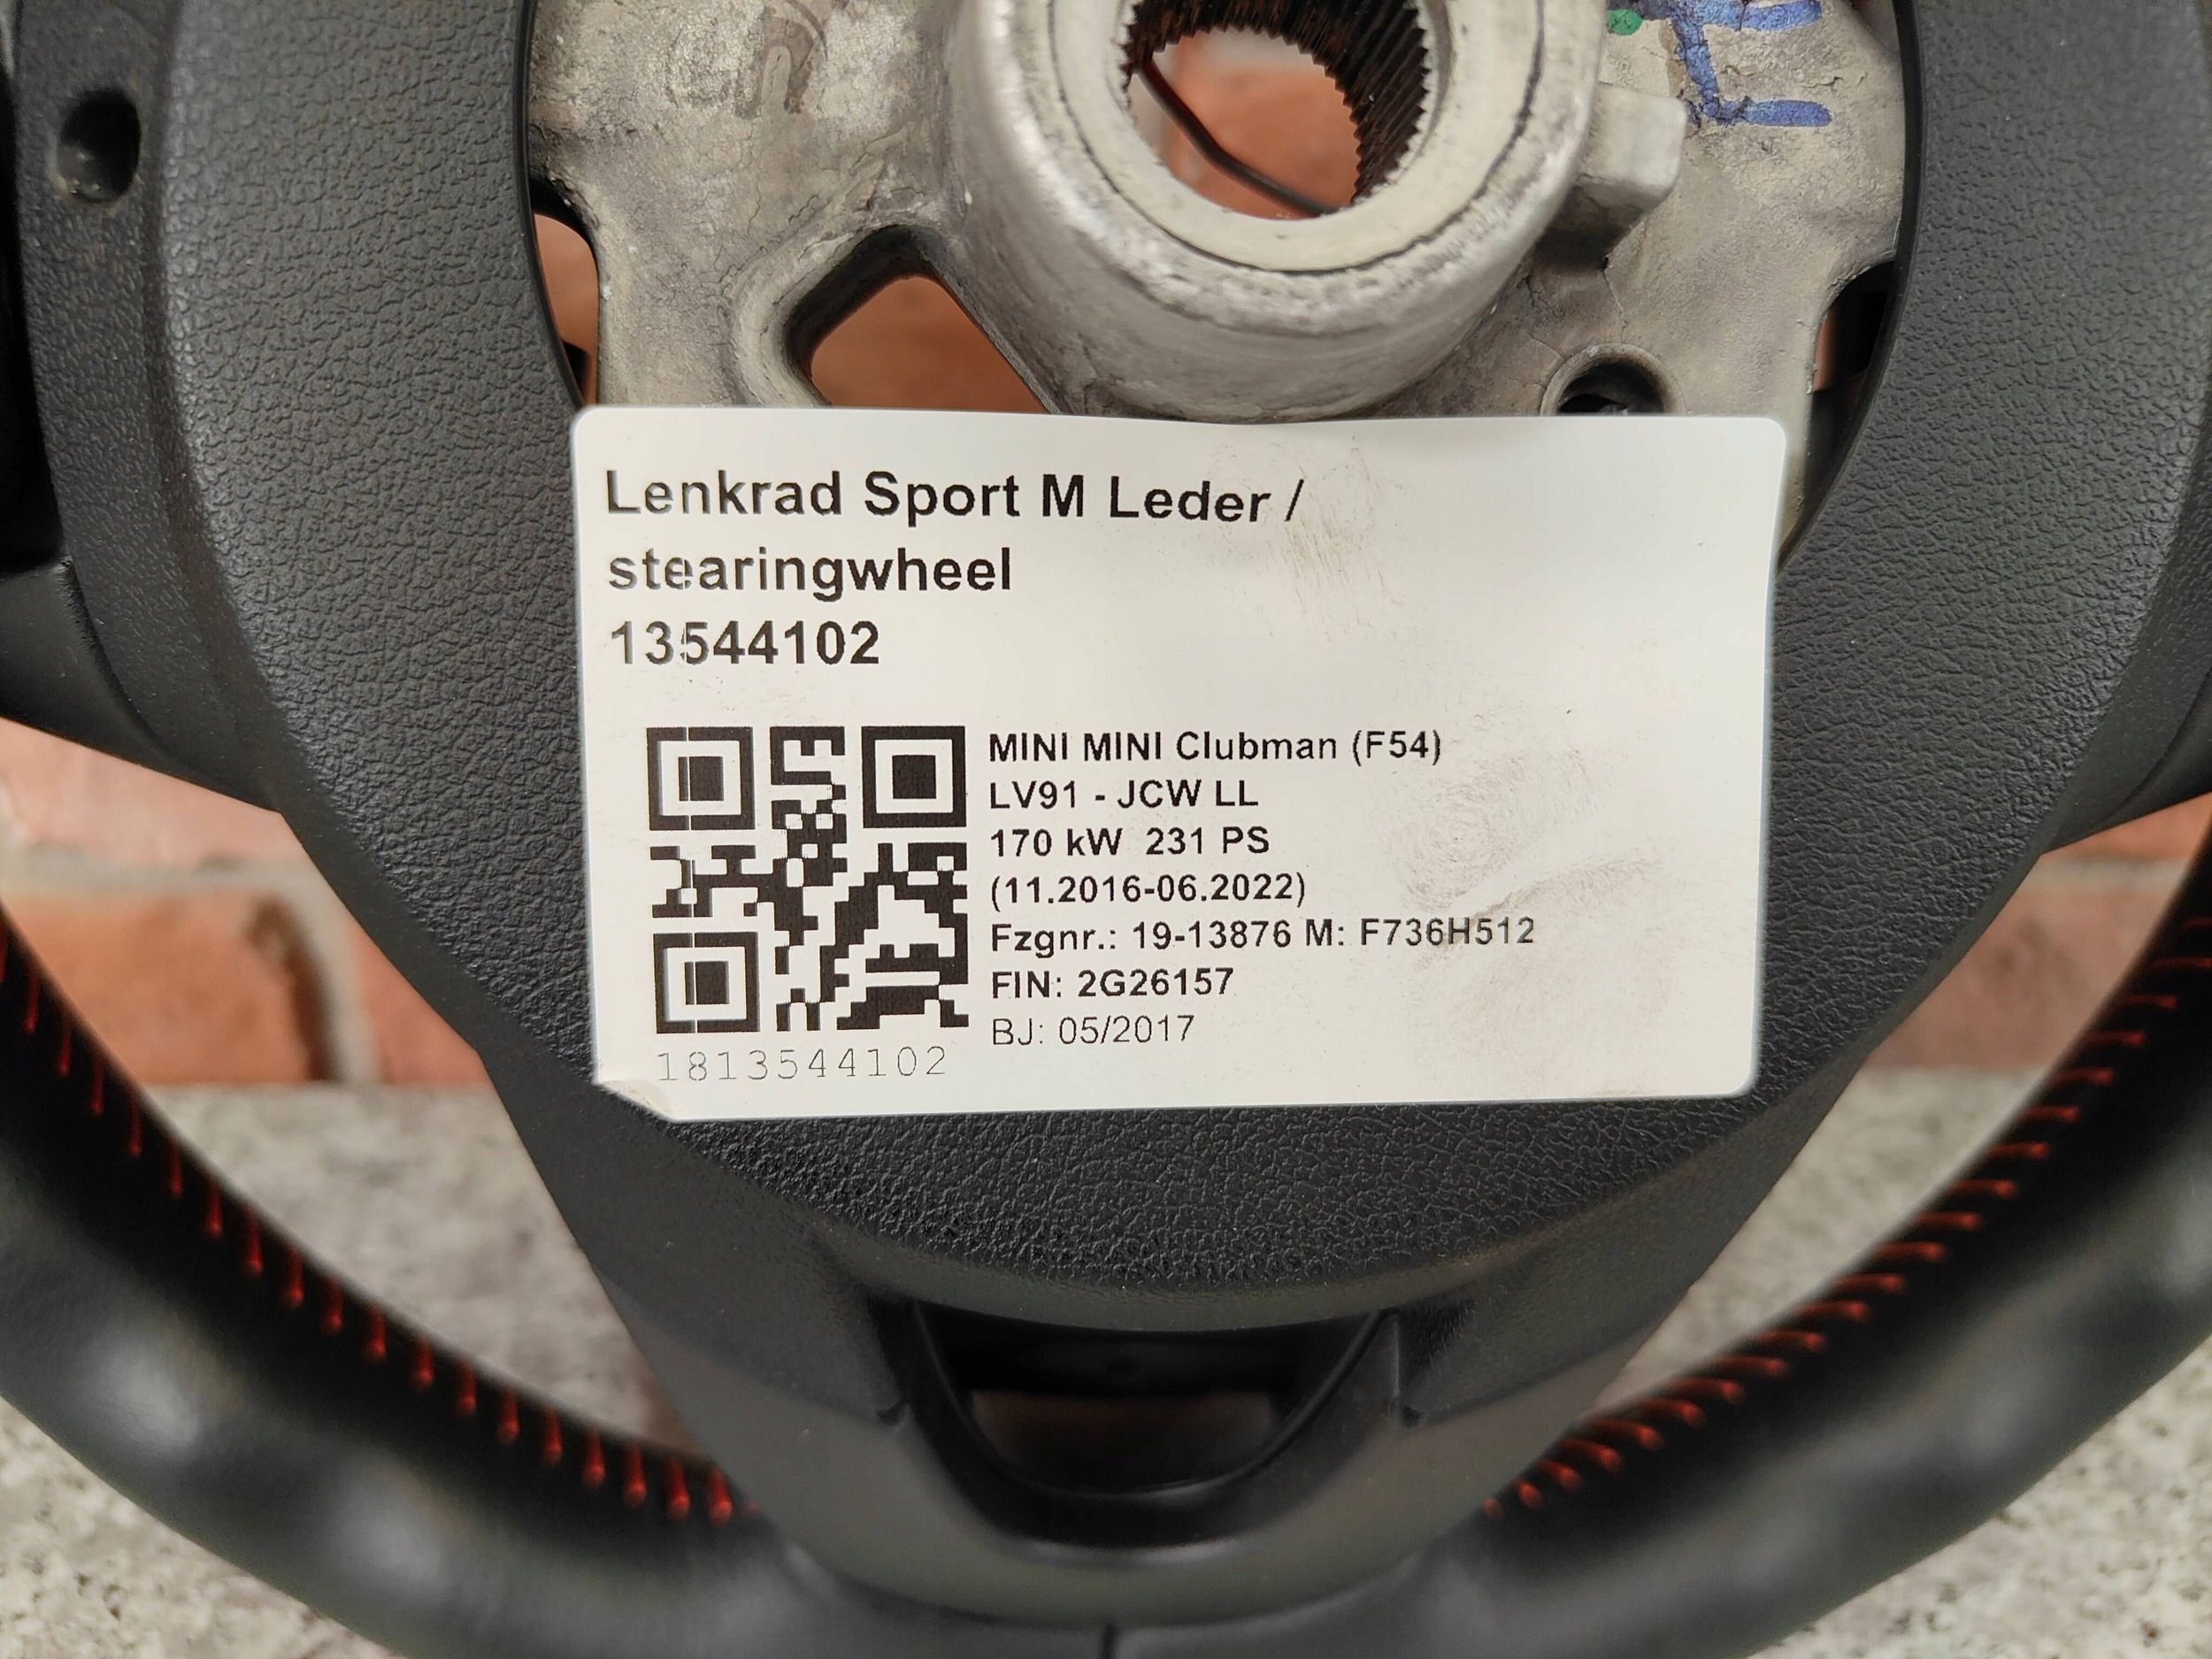 Lenkrad Sport M Leder /
stearingwheel
13544102
MINI MINI Clubman (F54)
LV91 - JCW LL
170 kW 231 PS
(11.2016-06.2022)
Fzgnr.: 19-13876 M: F736H512
FIN: 2G26157
BJ: 05/2017
1813544102